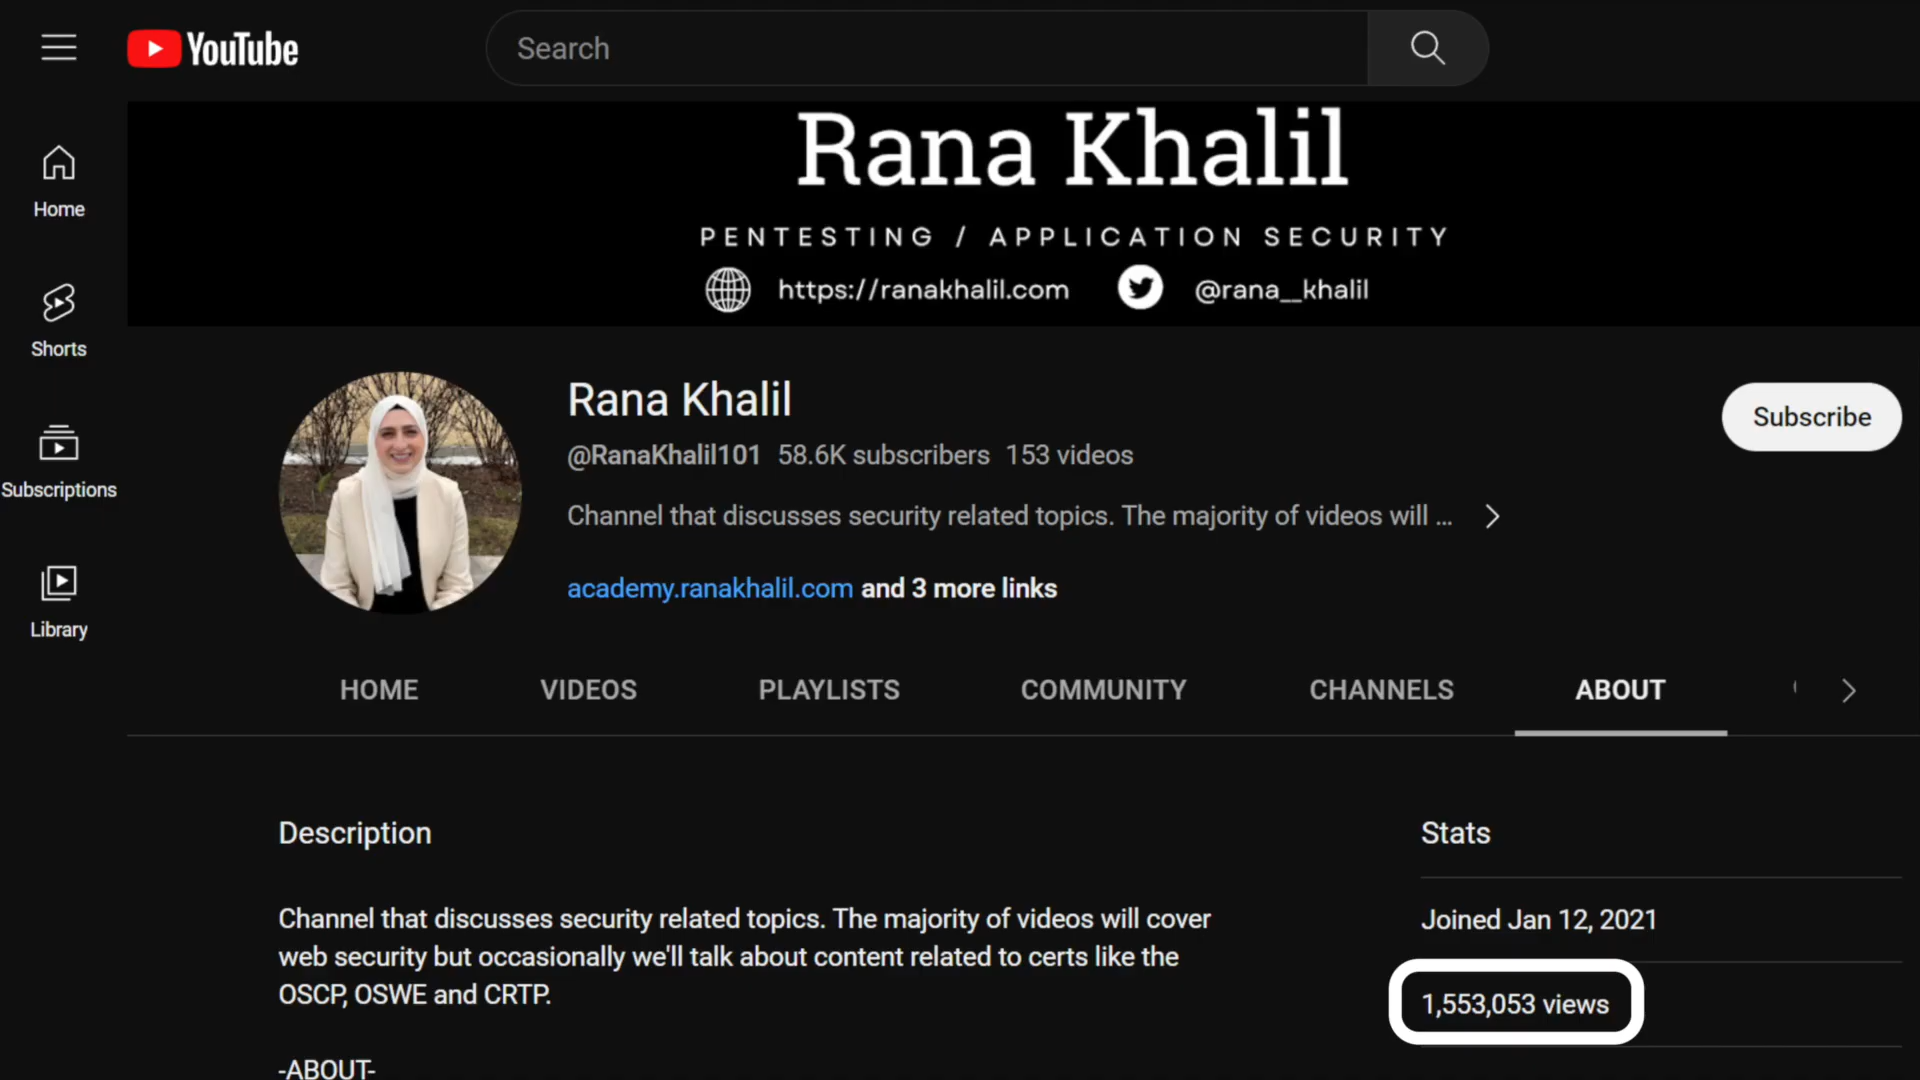 YouTube
Search
Rana Khalil
PENTESTING / APPLICATION SECURITY
https://ranakhalil.com @rana__khalil
Home
Shorts
Subscriptions
Library
Rana Khalil
Subscribe
@RanaKhalil101 58.6K subscribers 153 videos
Channel that discusses security related topics. The majority of videos will ...
academy.ranakhalil.com and 3 more links
HOME VIDEOS PLAYLISTS COMMUNITY CHANNELS ABOUT
Description
Channel that discusses security related topics. The majority of videos will cover
web security but occasionally we'll talk about content related to certs like the
OSCP, OSWE and CRTP.
-ABOUT-
Stats
Joined Jan 12, 2021
1,553,053 views